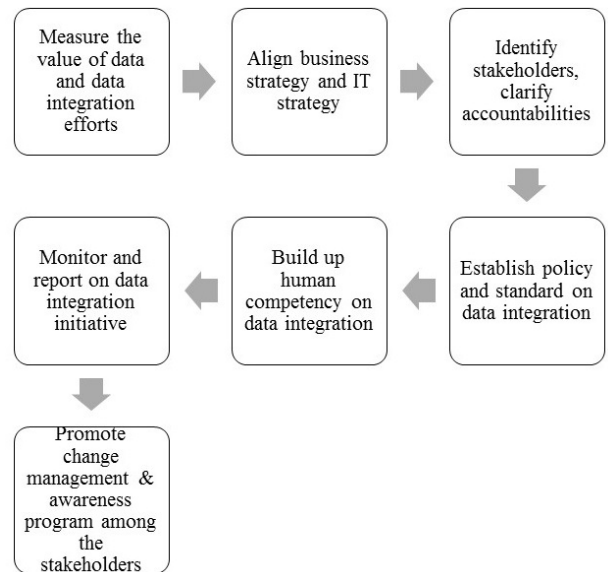 Measure the
value of data
and data
integration
efforts
Align business
strategy and IT
strategy
Identify
stakeholders,
clarify
accountabilities
Establish policy
and standard on
data integration
Build up
human
competency on
data integration
Monitor and
report on data
integration
initiative
Promote
change
management &
awareness
program among
the
stakeholders